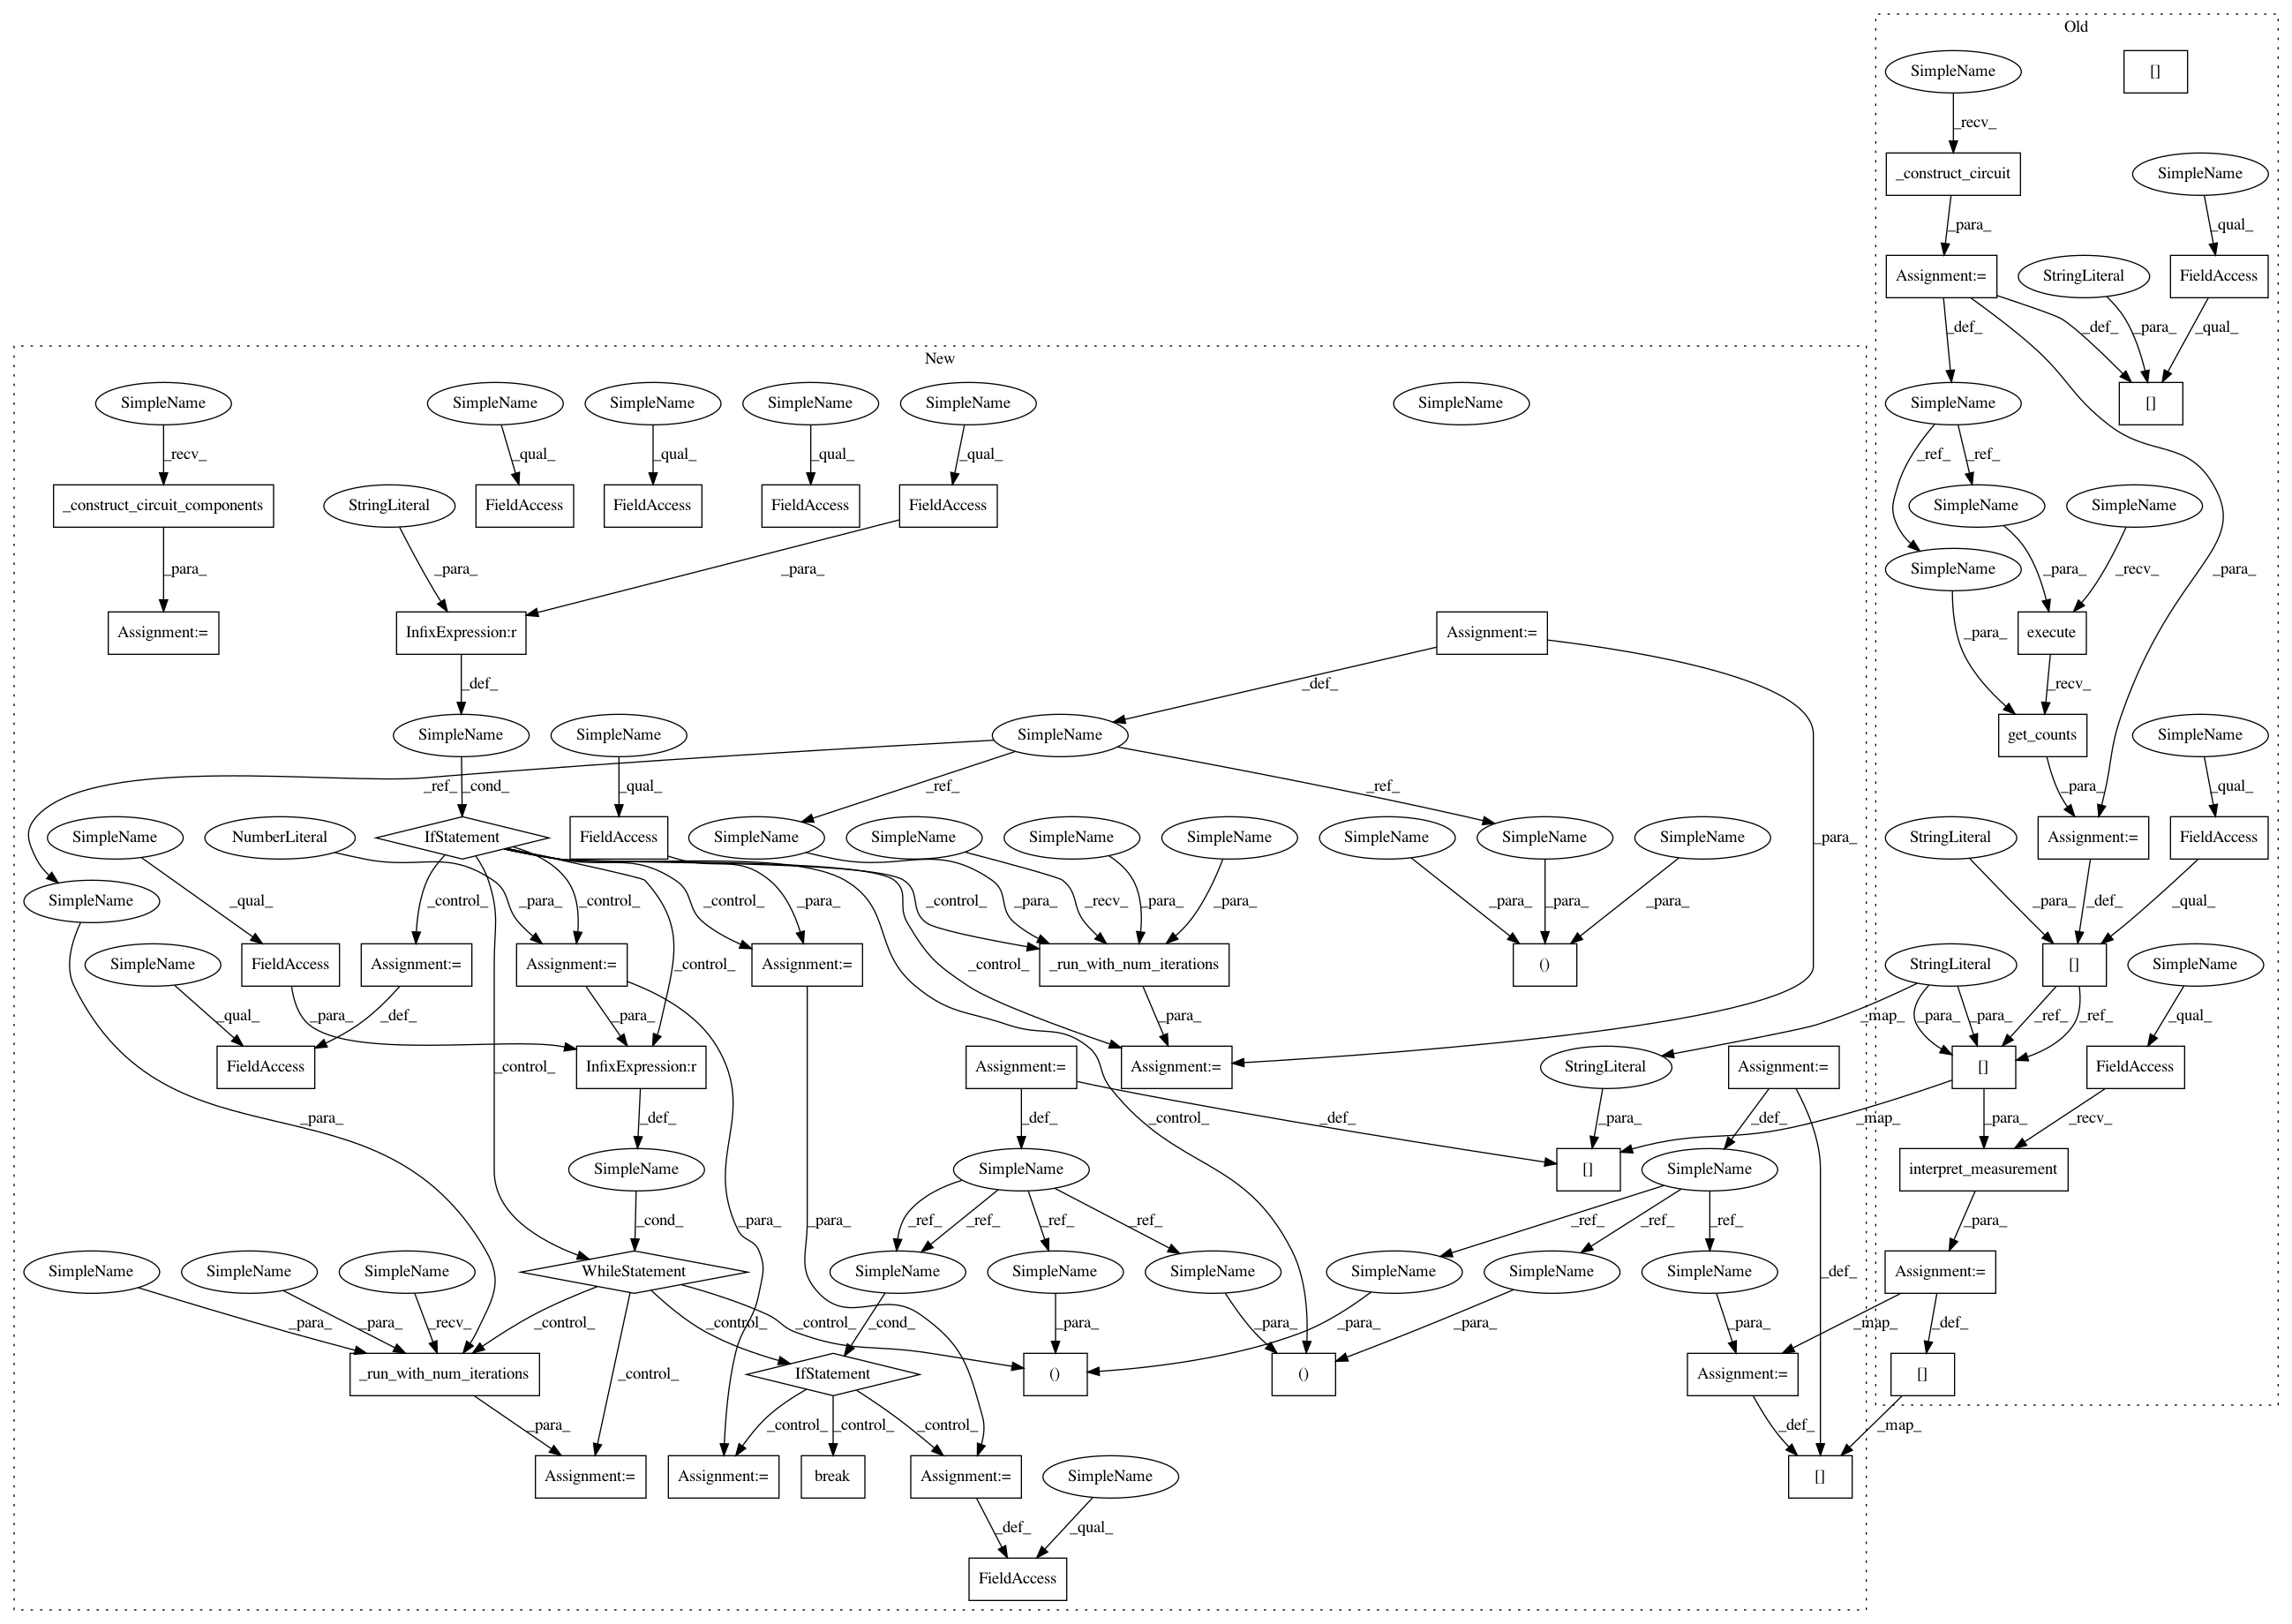 Old
SimpleName
[]
_recv_
_construct_circuit
SimpleName
_para_
_qual_
Assignment:=
StringLiteral
FieldAccess
_def_
_def_
_para_
_qual_
New
SimpleName
SimpleName
SimpleName
SimpleName
SimpleName
SimpleName
SimpleName
[]
_recv_
_qual_
_qual_
_qual_
_qual_
_ref_
_ref_
_construct_circuit_components
StringLiteral
FieldAccess
FieldAccess
FieldAccess
FieldAccess
SimpleName
SimpleName
_para_
_para_
_para_
SimpleName
_para_
_recv_
_para_
Assignment:=
InfixExpression:r
Assignment:=
execute
_para_
_def_
_def_
_recv_
SimpleName
SimpleName
SimpleName
get_counts
SimpleName
_ref_
_cond_
_qual_
_ref_
_ref_
_para_
_qual_
SimpleName
NumberLiteral
IfStatement
FieldAccess
SimpleName
SimpleName
SimpleName
SimpleName
SimpleName
SimpleName
SimpleName
_para_
StringLiteral
Assignment:=
FieldAccess
SimpleName
_qual_
_control_
_para_
_control_
_control_
_para_
_control_
_para_
_recv_
_para_
_para_
_para_
_para_
_para_
_para_
_def_
_qual_
SimpleName
FieldAccess
Assignment:=
Assignment:=
_control_
Assignment:=
_control_
_run_with_num_iterations
()
StringLiteral
[]
SimpleName
_qual_
_para_
_def_
_para_
_para_
_map_
_para_
_para_
_ref_
_ref_
_qual_
FieldAccess
InfixExpression:r
Assignment:=
Assignment:=
StringLiteral
Assignment:=
[]
FieldAccess
_control_
_para_
_def_
_def_
_control_
_def_
_para_
_def_
_map_
_para_
_recv_
SimpleName
SimpleName
[]
SimpleName
interpret_measurement
_cond_
_para_
_para_
_ref_
_ref_
_ref_
_ref_
_ref_
_ref_
_ref_
_para_
SimpleName
SimpleName
SimpleName
WhileStatement
SimpleName
SimpleName
SimpleName
SimpleName
SimpleName
SimpleName
_def_
Assignment:=
_para_
_para_
_recv_
_control_
_control_
_control_
_cond_
_para_
_para_
_para_
_para_
_para_
_map_
_def_
_run_with_num_iterations
_control_
IfStatement
()
()
Assignment:=
[]
_para_
_control_
_control_
_control_
_def_
_map_
Assignment:=
Assignment:=
break
Assignment:=
SimpleName
[]
_def_
_qual_
FieldAccess